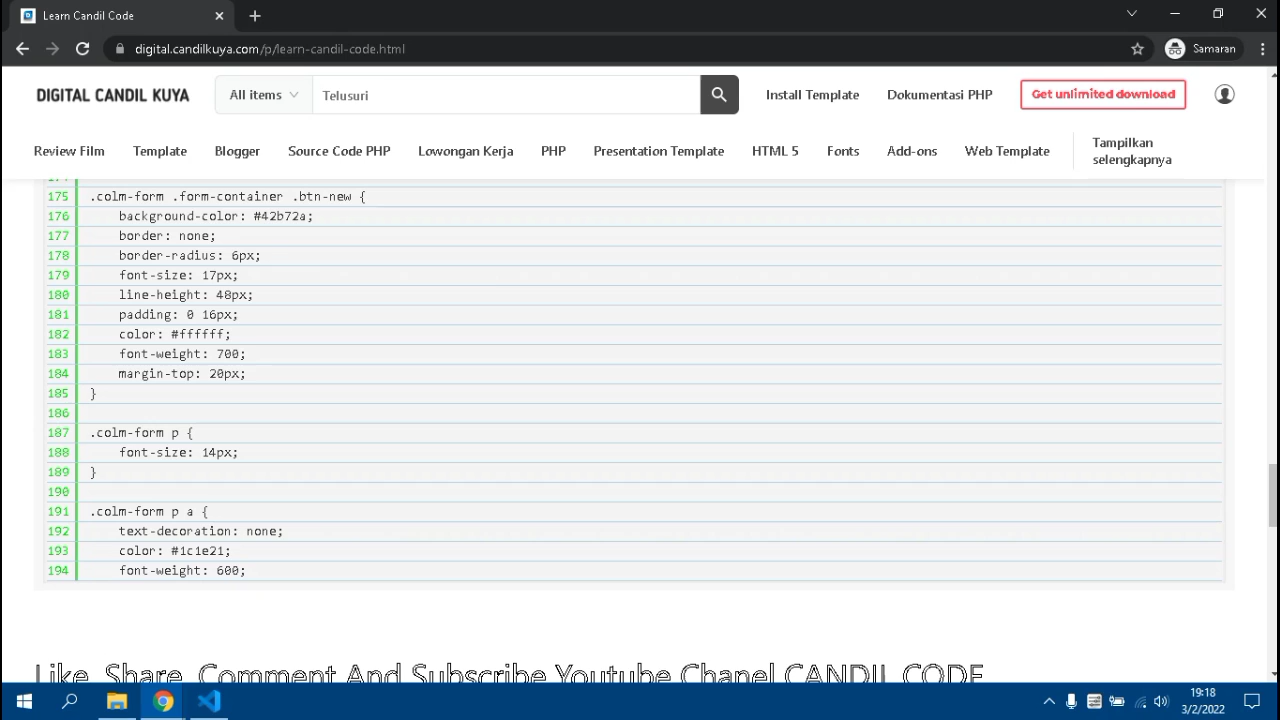 Learn Candil Code
digital.candilkuya.com/p/learn-candil-code.html
Samaran
DIGITAL CANDIL KUYA
All items
Telusuri
Install Template
Dokumentasi PHP
Get unlimited download
Review Film
Template
Blogger
Source Code PHP
Lowongan Kerja
PHP
Presentation Template
HTML 5
Fonts
Add-ons
Web Template
Tampilkan
selengkapnya
175 .colm-form .form-container .btn-new {
176 background-color: #42b72a;
177 border: none;
178 border-radius: 6px;
179 font-size: 17px;
180 line-height: 48px;
181 padding: 0 16px;
182 color: #ffffff;
183 font-weight: 700;
184 margin-top: 20px;
185 }
186
187 .colm-form p {
188 font-size: 14px;
189 }
190
191 .colm-form p a {
192 text-decoration: none;
193 color: #1c1e21;
194 font-weight: 600;
Like, Share, Comment And Subscribe Youtube Chanel CANDIL CODE
19:18
3/2/2022